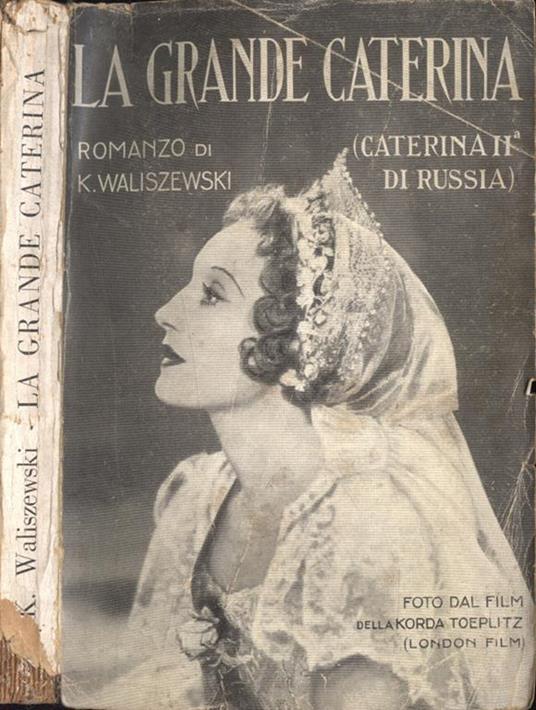 LA GRANDE CATERINA
ROMANZO DI
K. WALISZEWSKI
(CATERINA IIª
DI RUSSIA)
FOTO DAL FILM
DELLA KORDA TOEPLITZ
(LONDON FILM)
K. Waliszewski - LA GRANDE CATERINA